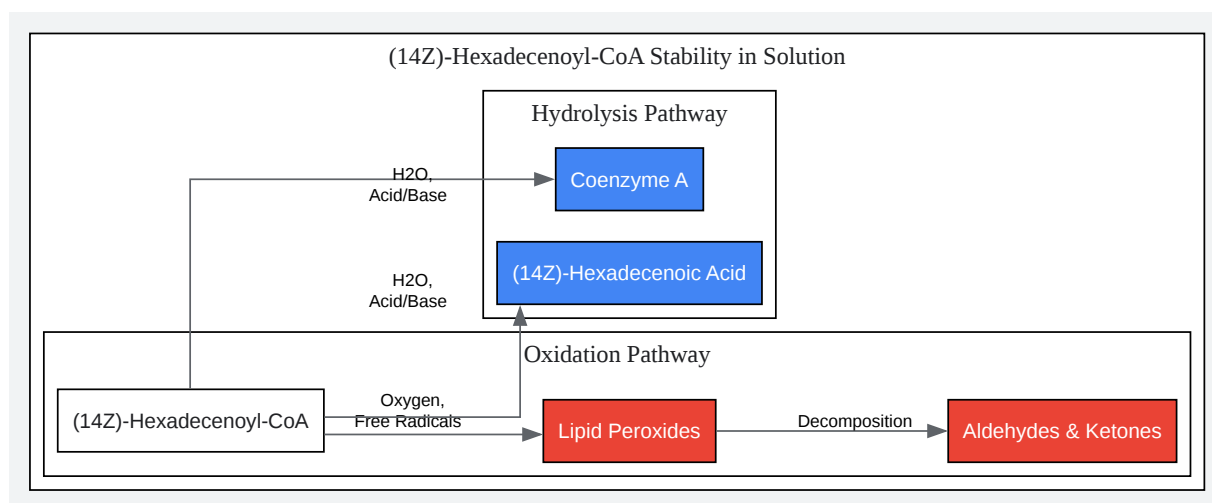 (14Z)-Hexadecenoyl-CoA Stability in Solution
Hydrolysis Pathway
H2O,
Acid/Base
Coenzyme A
H2O,
Acid/Base
(14Z)-Hexadecenoic Acid
Oxidation Pathway
(14Z)-Hexadecenoyl-CoA
Oxygen,
Free Radicals
Lipid Peroxides
Decomposition
Aldehydes & Ketones